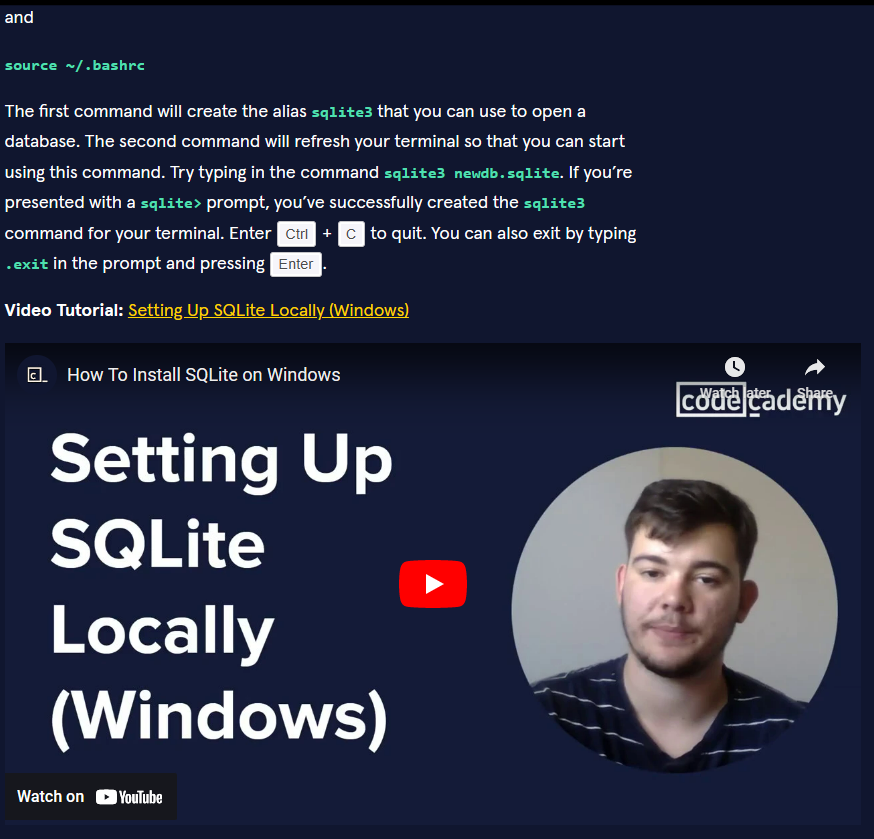 and
source ~/.bashrc
The first command will create the alias sqlite3 that you can use to open a
database. The second command will refresh your terminal so that you can start
using this command. Try typing in the command sqlite3 newdb.sqlite. If you’re
presented with a sqlite> prompt, you’ve successfully created the sqlite3
command for your terminal. Enter Ctrl + C to quit. You can also exit by typing
.exit in the prompt and pressing Enter.
Video Tutorial: Setting Up SQLite Locally (Windows)
c_ How To Install SQLite on Windows
Watch later Share
code cademy
Setting Up
SQLite
Locally
(Windows)
Watch on YouTube